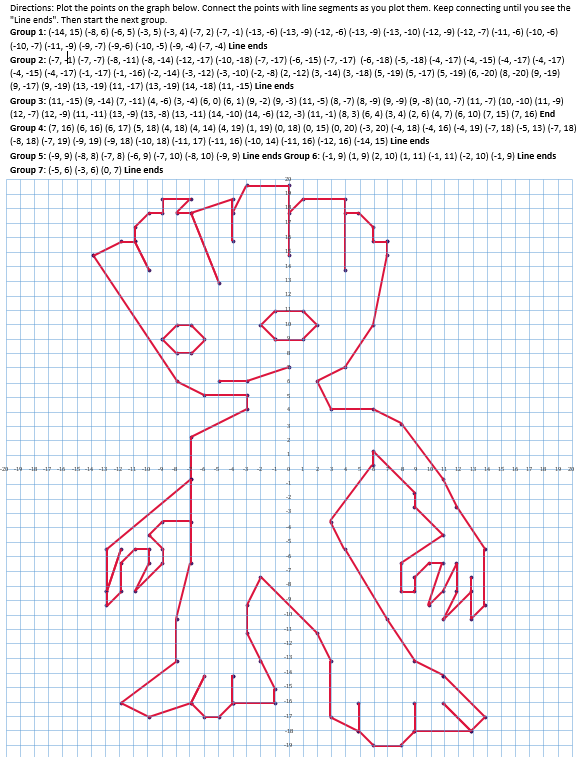 Directions: Plot the points on the graph below. Connect the points with line segments as you plot them. Keep connecting until you see the
"Line ends". Then start the next group.
Group 1: (-14, 15) (-8, 6) (-6, 5) (-3, 5) (-3, 4) (-7, 2) (-7, -1) (-13, -6) (-13, -9) (-12, -6) (-13, -9) (-13, -10) (-12, -9) (-12, -7) (-11, -6) (-10, -6)
(-10, -7) (-11, -9) (-9, -7) (-9,-6) (-10, -5) (-9, -4) (-7, -4) Line ends
Group 2: (-7, -1) (-7, -7) (-8, -11) (-8, -14) (-12, -17) (-10, -18) (-7, -17) (-6, -15) (-7, -17) (-6, -18) (-5, -18) (-4, -17) (-4, -15) (-4, -17) (-4, -17)
(-4, -15) (-4, -17) (-1, -17) (-1, -16) (-2, -14) (-3, -12) (-3, -10) (-2, -8) (2, -12) (3, -14) (3, -18) (5, -19) (5, -17) (5, -19) (6, -20) (8, -20) (9, -19)
(9, -17) (9, -19) (13, -19) (11, -17) (13, -19) (14, -18) (11, -15) Line ends
Group 3: (11, -15) (9, -14) (7, -11) (4, -6) (3, -4) (6, 0) (6, 1) (9, -2) (9, -3) (11, -5) (8, -7) (8, -9) (9, -9) (9, -8) (10, -7) (11, -7) (10, -10) (11, -9)
(12, -7) (12, -9) (11, -11) (13, -9) (13, -8) (13, -11) (14, -10) (14, -6) (12, -3) (11, -1) (8, 3) (6, 4) (3, 4) (2, 6) (4, 7) (6, 10) (7, 15) (7, 16) End
Group 4: (7, 16) (6, 16) (6, 17) (5, 18) (4, 18) (4, 14) (4, 19) (1, 19) (0, 18) (0, 15) (0, 20) (-3, 20) (-4, 18) (-4, 16) (-4, 19) (-7, 18) (-5, 13) (-7, 18)
(-8, 18) (-7, 19) (-9, 19) (-9, 18) (-10, 18) (-11, 17) (-11, 16) (-10, 14) (-11, 16) (-12, 16) (-14, 15) Line ends
Group 5: (-9, 9) (-8, 8) (-7, 8) (-6, 9) (-7, 10) (-8, 10) (-9, 9) Line ends Group 6: (-1, 9) (1, 9) (2, 10) (1, 11) (-1, 11) (-2, 10) (-1, 9) Line ends
Group 7: (-5, 6) (-3, 6) (0, 7) Line ends